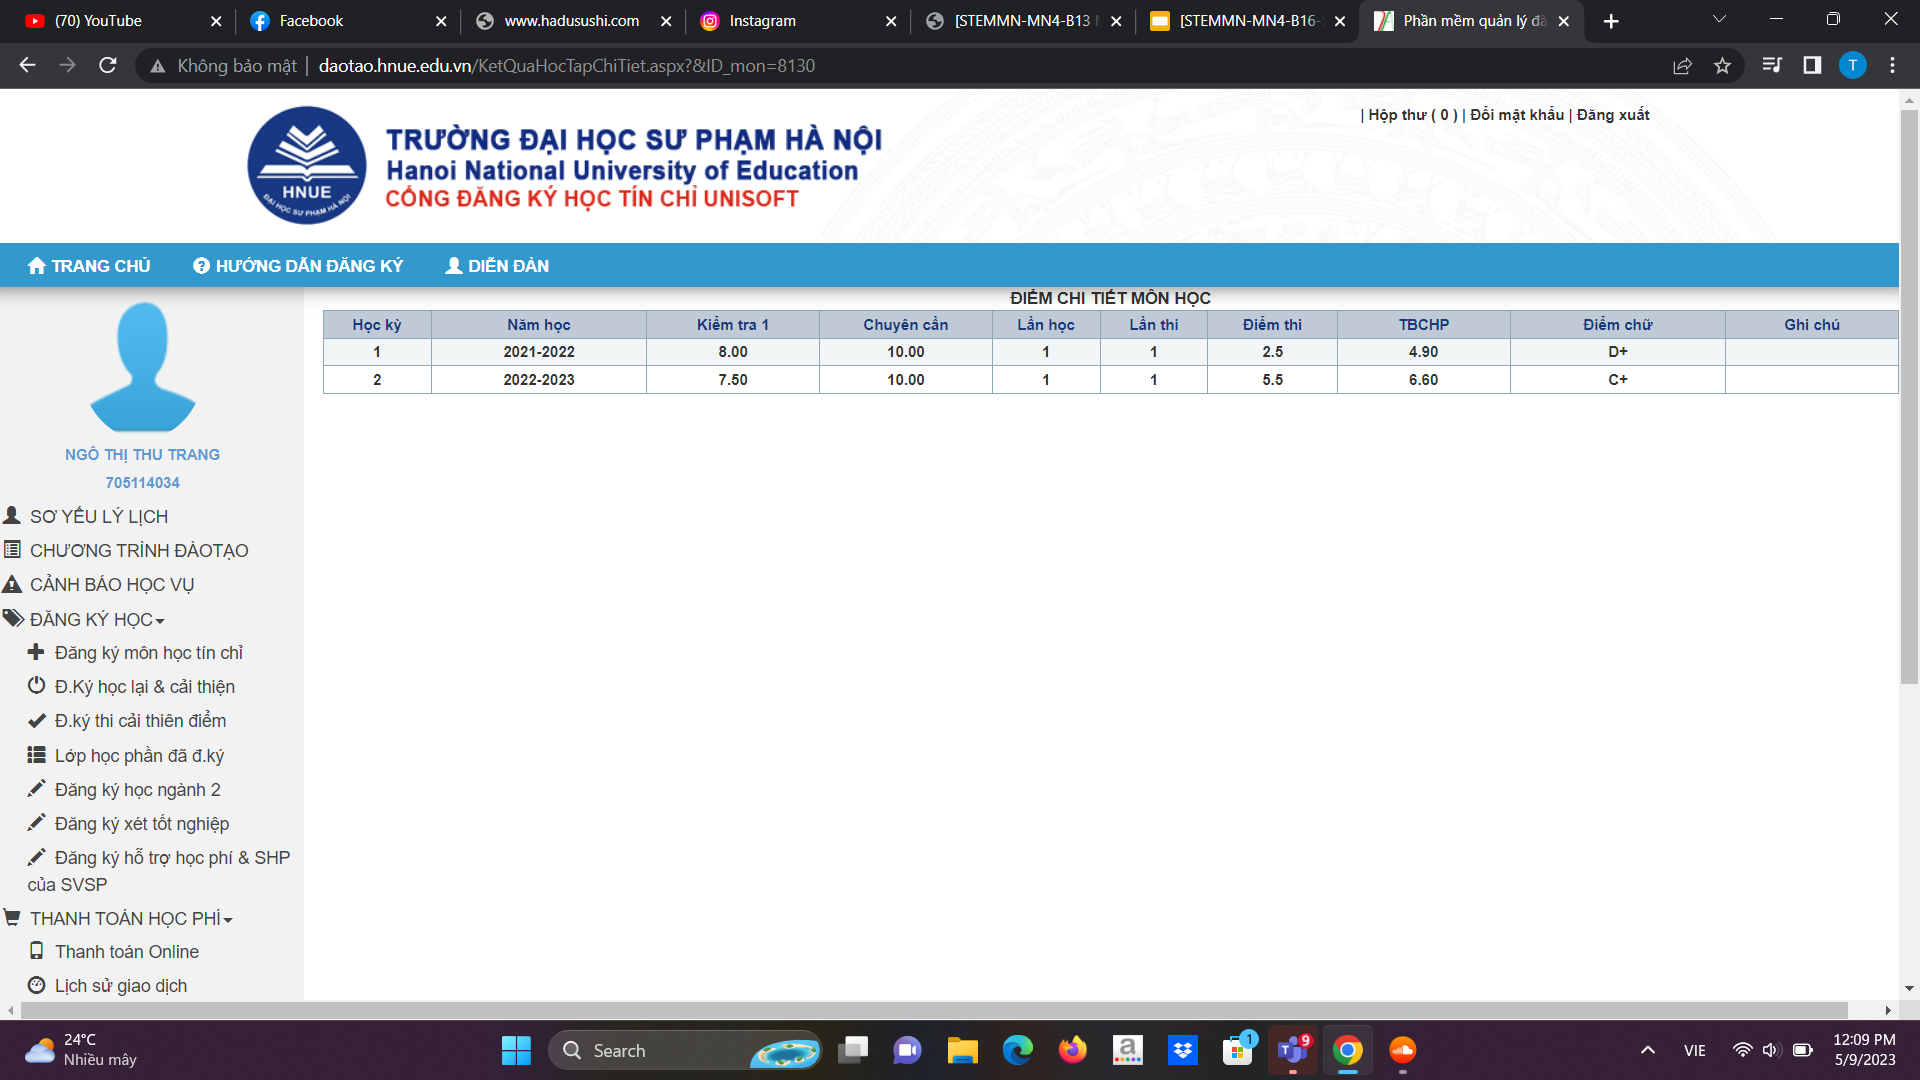 (70) YouTube
Facebook
www.hadusushi.com
Instagram
[STEMMN-MN4-B13
[STEMMN-MN4-B16-
Phần mềm quản lý đà
Không bảo mật | daotao.hnue.edu.vn/KetQuaHocTapChiTiet.aspx?&ID_mon=8130
T
HNUE
ĐẠI HỌC SƯ PHẠM HÀ NỘI
TRƯỜNG ĐẠI HỌC SƯ PHẠM HÀ NỘI
Hanoi National University of Education
CỔNG ĐĂNG KÝ HỌC TÍN CHỈ UNISOFT
| Hộp thư ( 0 ) | Đổi mật khẩu | Đăng xuất
TRANG CHỦ HƯỚNG DẪN ĐĂNG KÝ DIỄN ĐÀN
NGÔ THỊ THU TRANG
705114034
SƠ YẾU LÝ LỊCH
CHƯƠNG TRÌNH ĐÀOTẠO
CẢNH BÁO HỌC VỤ
ĐĂNG KÝ HỌC
Đăng ký môn học tín chỉ
Đ.Ký học lại & cải thiện
Đ.ký thi cải thiên điểm
Lớp học phần đã đ.ký
Đăng ký học ngành 2
Đăng ký xét tốt nghiệp
Đăng ký hỗ trợ học phí & SHP
của SVSP
THANH TOÁN HỌC PHÍ
Thanh toán Online
Lịch sử giao dịch
ĐIỂM CHI TIẾT MÔN HỌC
Học kỳ Năm học Kiểm tra 1 Chuyên cần Lần học Lần thi Điểm thi TBCHP Điểm chữ Ghi chú
1 2021-2022 8.00 10.00 1 1 2.5 4.90 D+
2 2022-2023 7.50 10.00 1 1 5.5 6.60 C+
24°C
Nhiều mây
Search
a
1
9
VIE
12:09 PM
5/9/2023